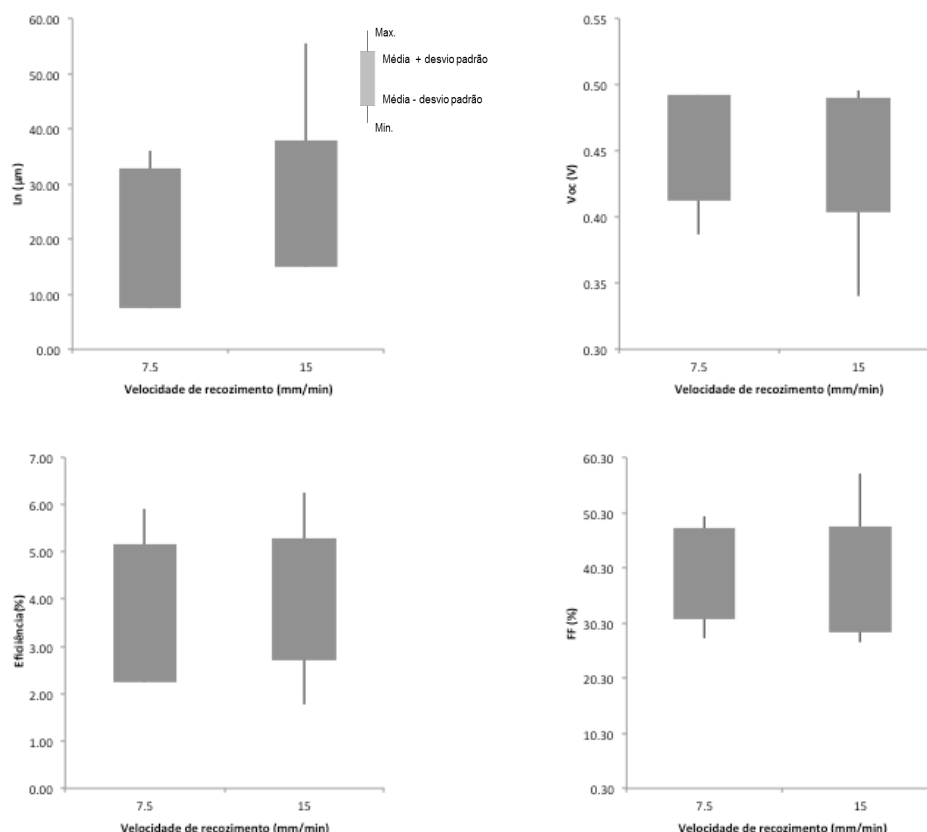 60.00
50.00
40.00
30.00
20.00
10.00
0.00
Ln (µm)
7.5 15
Velocidade de recozimento (mm/min)
Max.
Média + desvio padrão
Média - desvio padrão
Min.
0.55
0.50
0.45
0.40
0.35
0.30
Voc (V)
7.5 15
Velocidade de recozimento (mm/min)
7.00
6.00
5.00
4.00
3.00
2.00
1.00
0.00
Eficiiência(%)
7.5 15
Velocidade de recozimento (mm/min)
60.30
50.30
40.30
30.30
20.30
10.30
0.30
FF (%)
7.5 15
Velocidade de recozimento (mm/min)